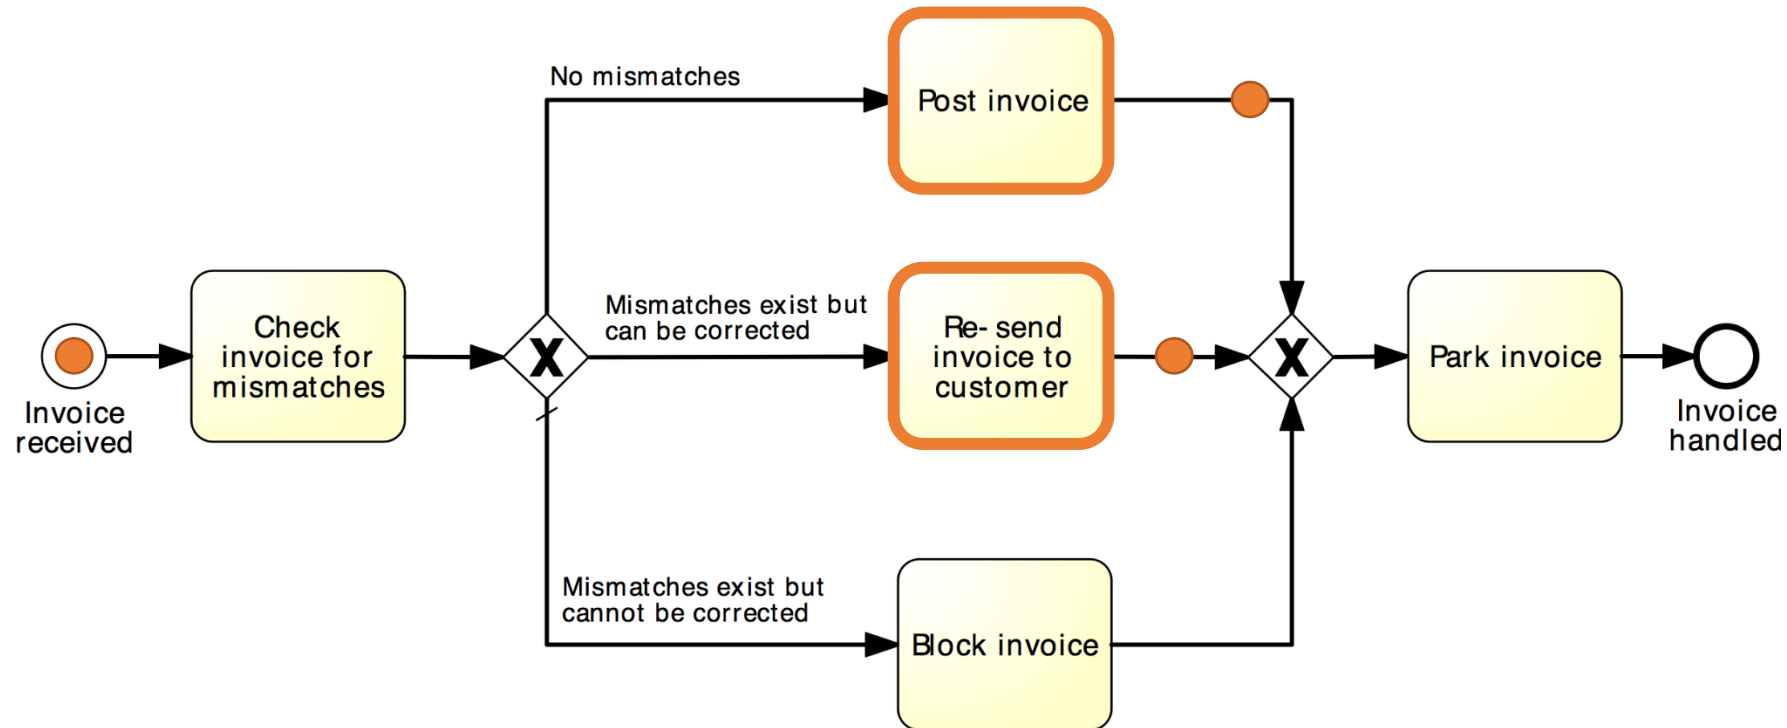 No mismatches
Post invoice
Mismatches exist but
can be corrected
Check
invoice for
mismatches
X
Re-send
invoice to
customer
X
Park invoice
Invoice
received
Invoice
handled
Mismatches exist but
cannot be corrected
Block invoice